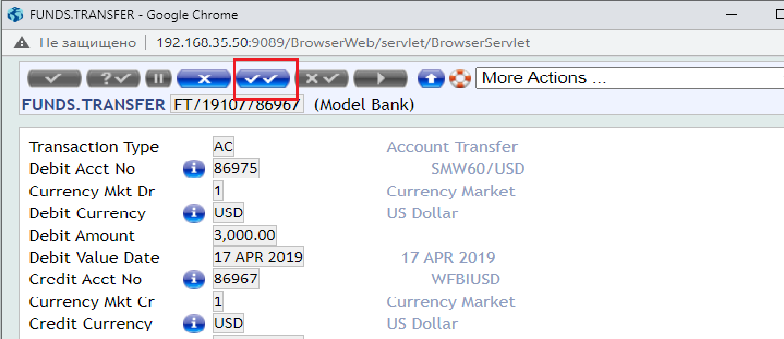 FUNDS.TRANSFER - Google Chrome
Не защищено 192.168.35.50:9089/BrowserWeb/servlet/BrowserServlet
More Actions ...
FUNDS.TRANSFER FT/19107/86967 (Model Bank)
Transaction Type AC Account Transfer
Debit Acct No 86975 SMW60/USD
Currency Mkt Dr 1 Currency Market
Debit Currency USD US Dollar
Debit Amount 3,000.00
Debit Value Date 17 APR 2019 17 APR 2019
Credit Acct No 86967 WFBIUSD
Currency Mkt Cr 1 Currency Market
Credit Currency USD US Dollar